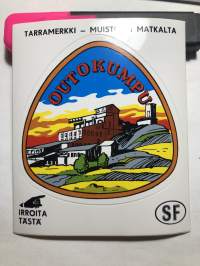 TARRAMERKKI – MUISTO MATKALTA
OUTOKUMPU
IRROITA
TÄSTÄ
SF